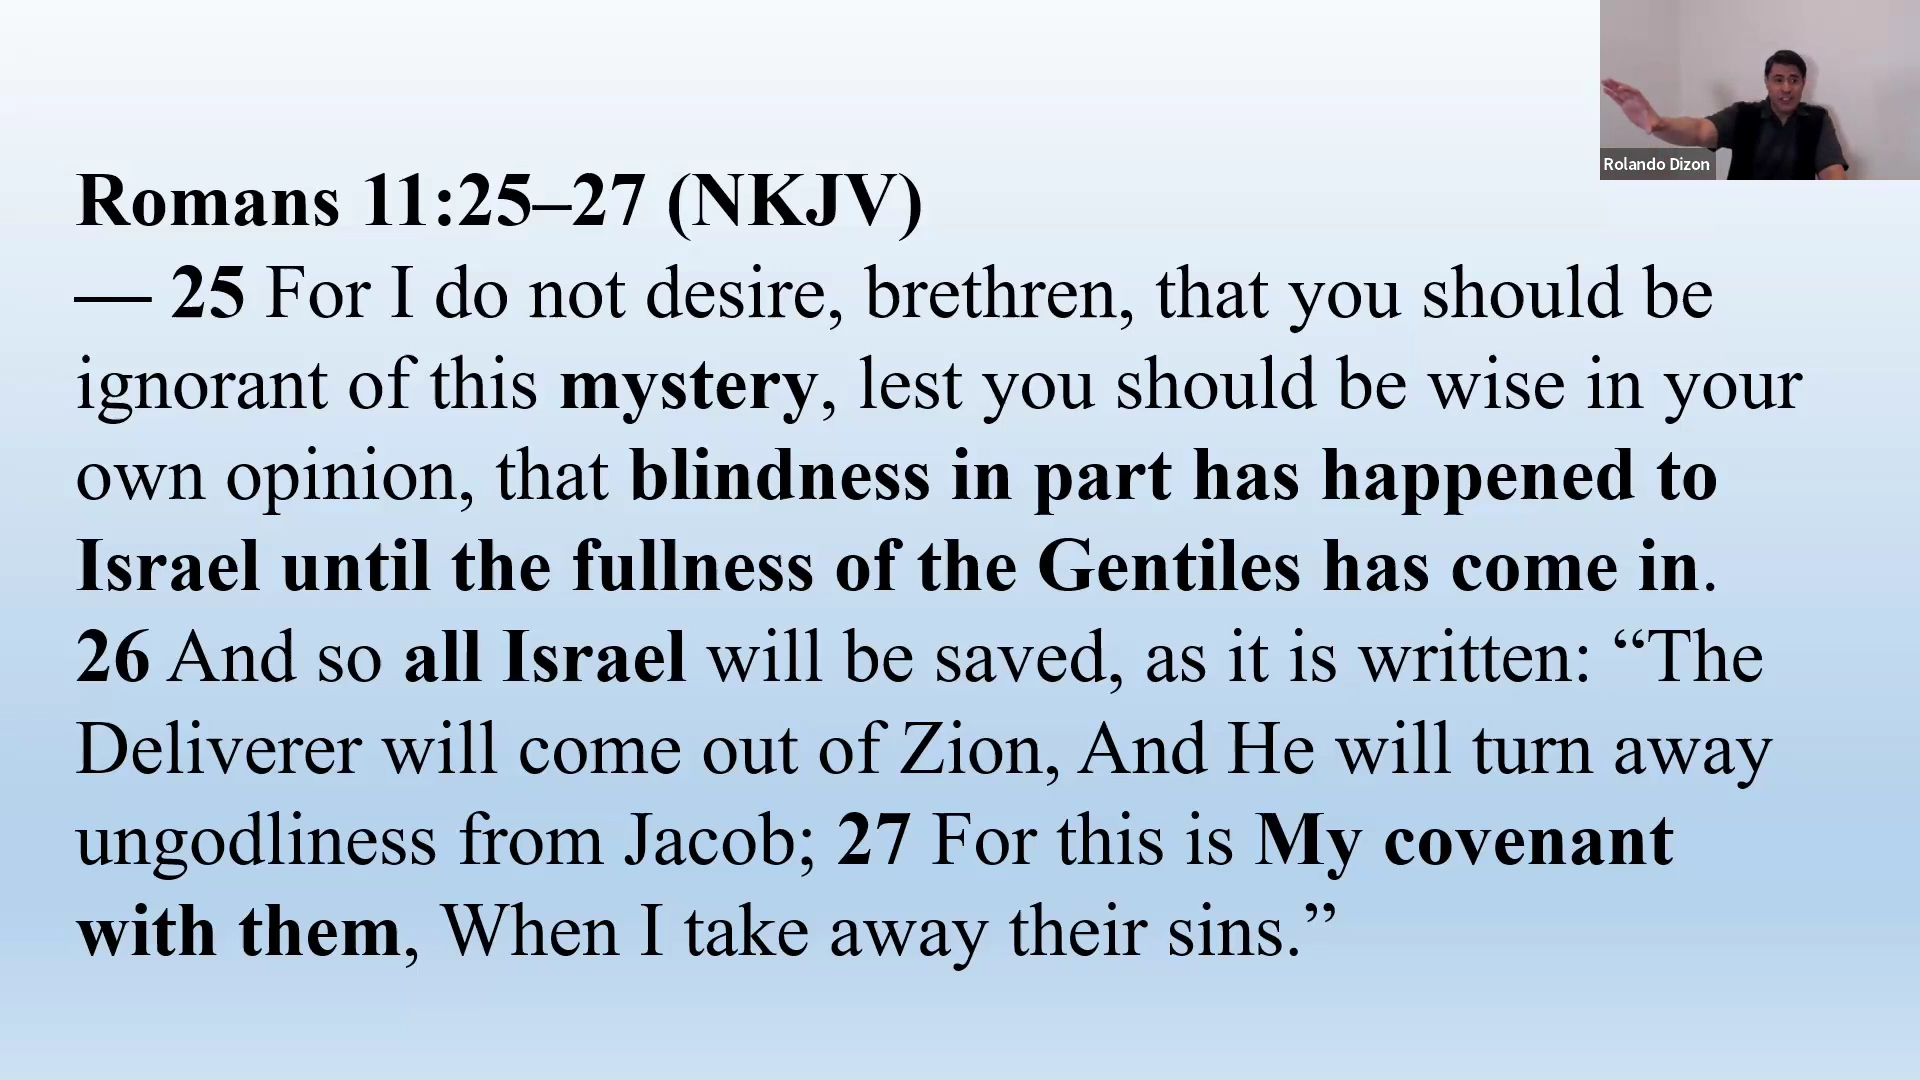 Rolando Dizon
Romans 11:25–27 (NKJV)
— 25 For I do not desire, brethren, that you should be
ignorant of this mystery, lest you should be wise in your
own opinion, that blindness in part has happened to
Israel until the fullness of the Gentiles has come in.
26 And so all Israel will be saved, as it is written: “The
Deliverer will come out of Zion, And He will turn away
ungodliness from Jacob; 27 For this is My covenant
with them, When I take away their sins.”